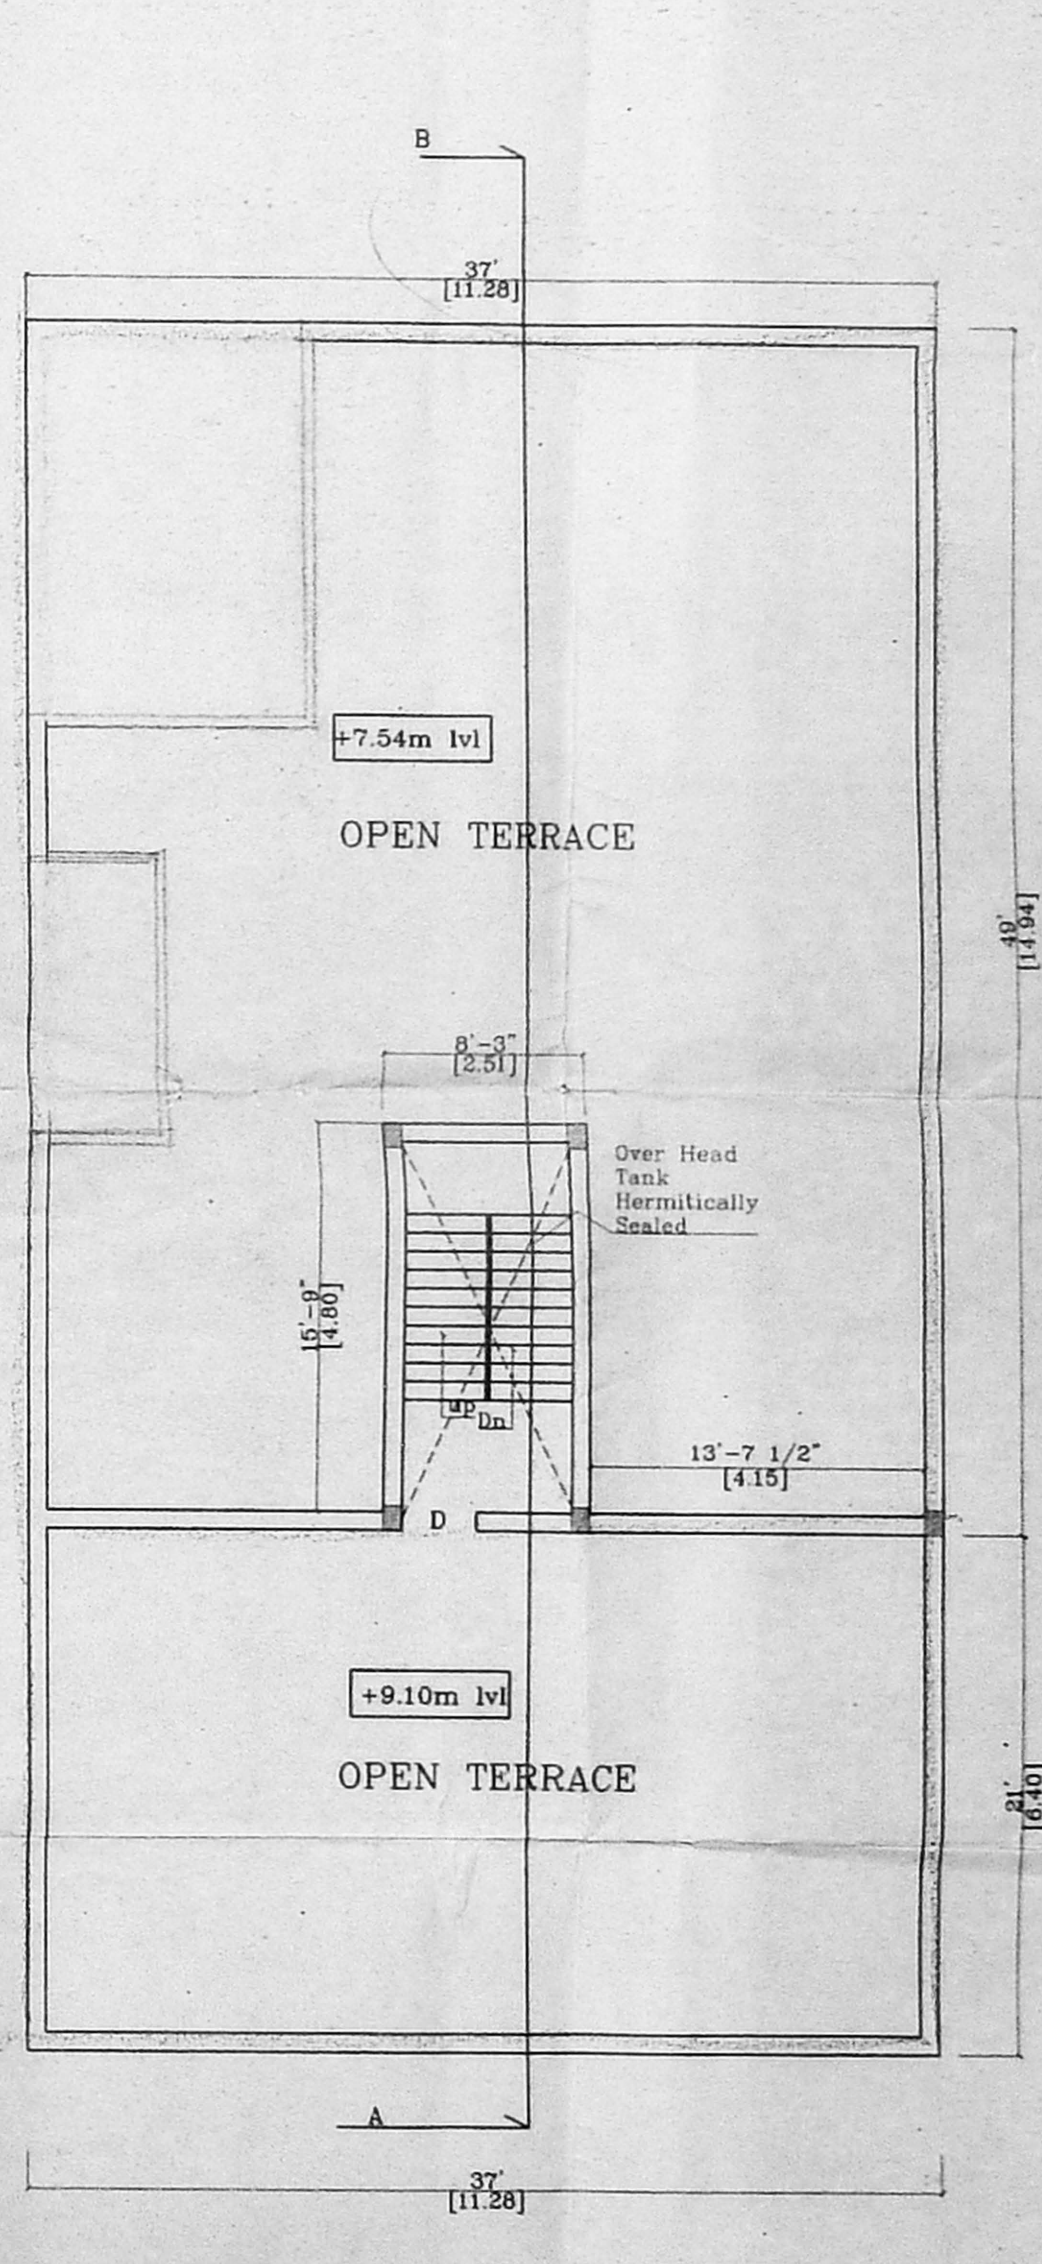 B
37'
[11.28]
+7.54m lvl
OPEN TERRACE
49'
[14.94]
8'-3"
[2.51]
Over Head
Tank
Hermitically
Sealed
15'-9"
[4.80]
up
Dn
13'-7 1/2"
[4.15]
D
+9.10m lvl
OPEN TERRACE
21'
[6.40]
A
37'
[11.28]